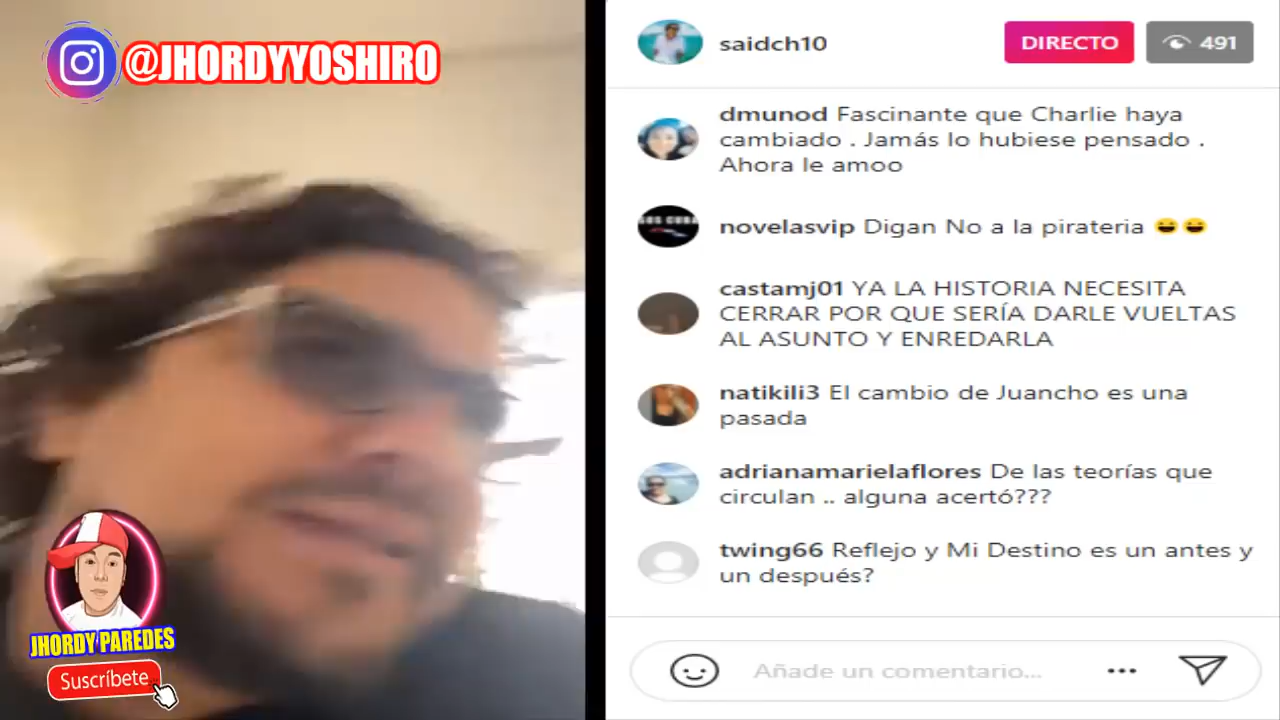 @JHORDYYOSHIRO
JHORDY PAREDES
Suscríbete
saidch10
DIRECTO
491
dmunod Fascinante que Charlie haya
cambiado . Jamás lo hubiese pensado .
Ahora le amoo
novelasvip Digan No a la pirateria 😆😆
castamj01 YA LA HISTORIA NECESITA
CERRAR POR QUE SERÍA DARLE VUELTAS
AL ASUNTO Y ENREDARLA
natikili3 El cambio de Juancho es una
pasada
adrianamarielaflores De las teorías que
circulan .. alguna acertó???
twing66 Reflejo y Mi Destino es un antes y
un después?
Añade un comentario...